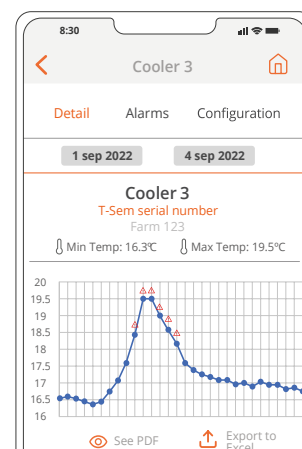 8:30
Cooler 3
Detail Alarms Configuration
1 sep 2022 4 sep 2022
Cooler 3
T-Sem serial number
Farm 123
Min Temp: 16.3ºC Max Temp: 19.5ºC
20
19.5
19
18.5
18
17.5
17
16.5
16
See PDF Export to
Excel